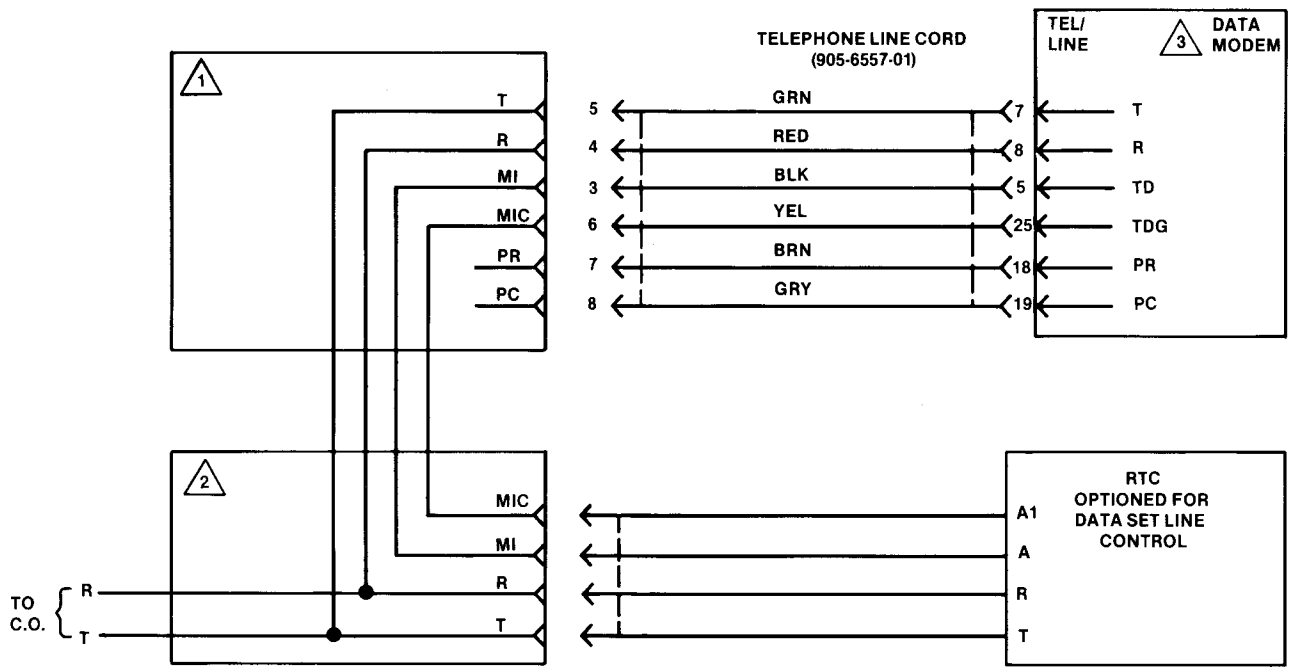 TELEPHONE LINE CORD
(905-6557-01)
TEL/
LINE
3
DATA
MODEM
1
T
5
GRN
7
T
R
4
RED
8
R
MI
3
BLK
5
TD
MIC
6
YEL
25
TDG
PR
7
BRN
18
PR
PC
8
GRY
19
PC
2
RTC
OPTIONED FOR
DATA SET LINE
CONTROL
MIC
A1
MI
A
TO
C.O.
R
R
R
T
T
T